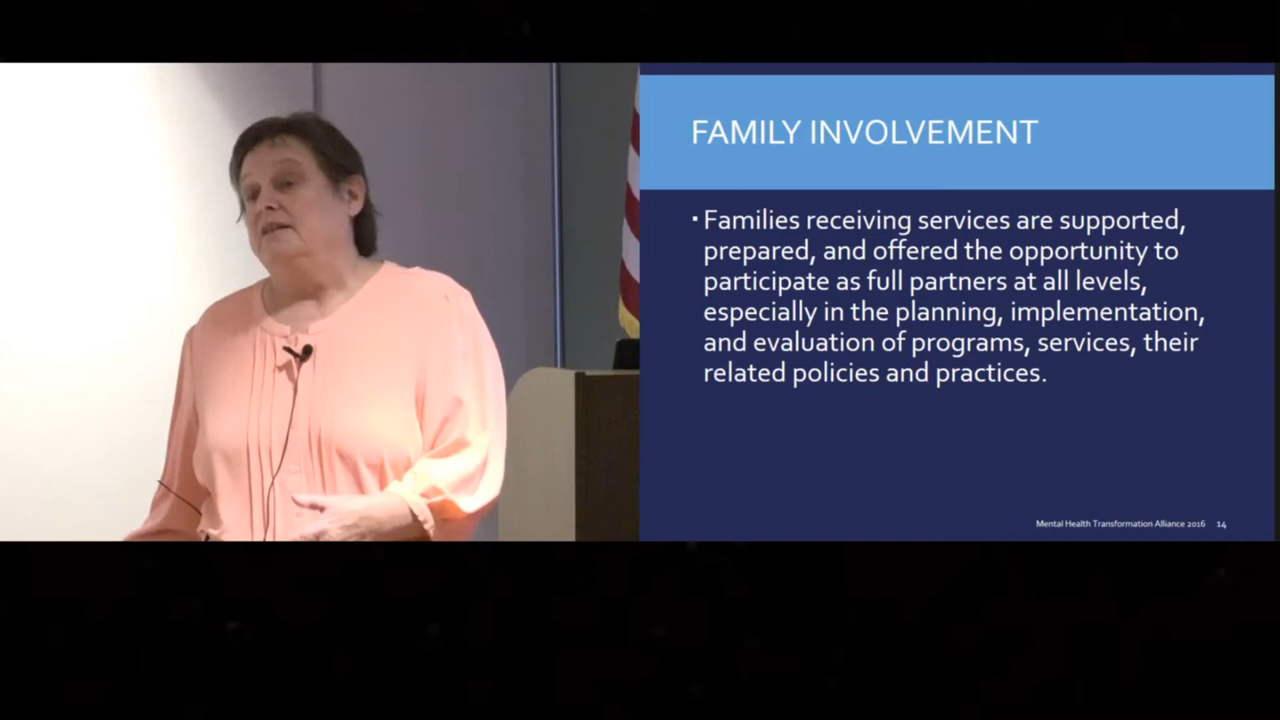 FAMILY INVOLVEMENT
▪ Families receiving services are supported,
prepared, and offered the opportunity to
participate as full partners at all levels,
especially in the planning, implementation,
and evaluation of programs, services, their
related policies and practices.
Mental Health Transformation Alliance 2016 14